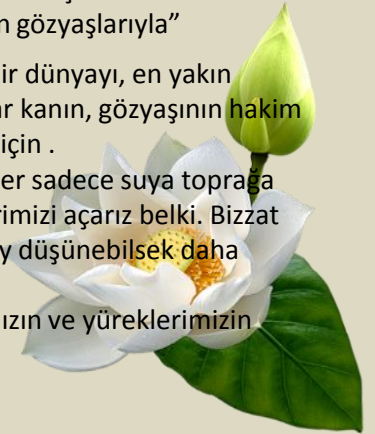 n gözyaşlarıyla”
ir dünyayı, en yakın
ar kanın, gözyaşının hakim
için .
er sadece suya toprağa
rimizi açarız belki. Bizzat
y düşünebilsek daha
ızın ve yüreklerimizin